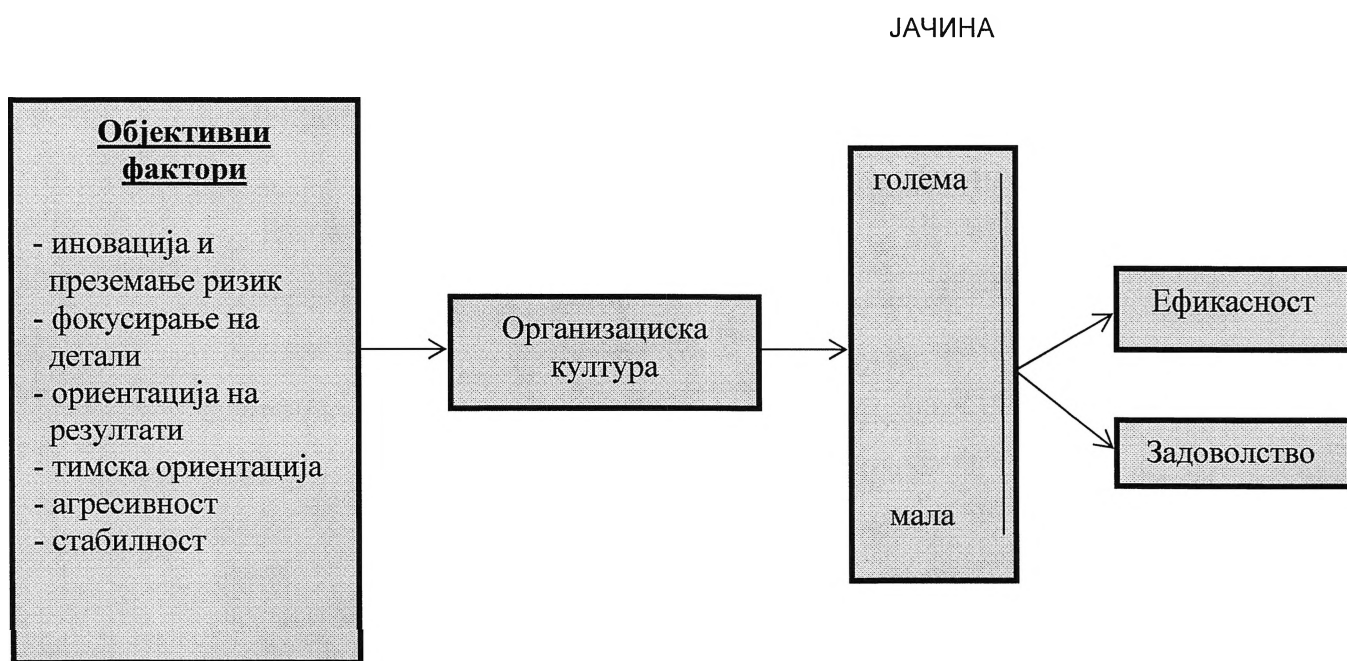 ЈАЧИНА
Објективни
фактори
- иновација и
преземање ризик
- фокусирање на
детали
- ориентација на
резултати
- тимска ориентација
- агресивност
- стабилност
Организациска
култура
голема
мала
Ефикасност
Задоволство